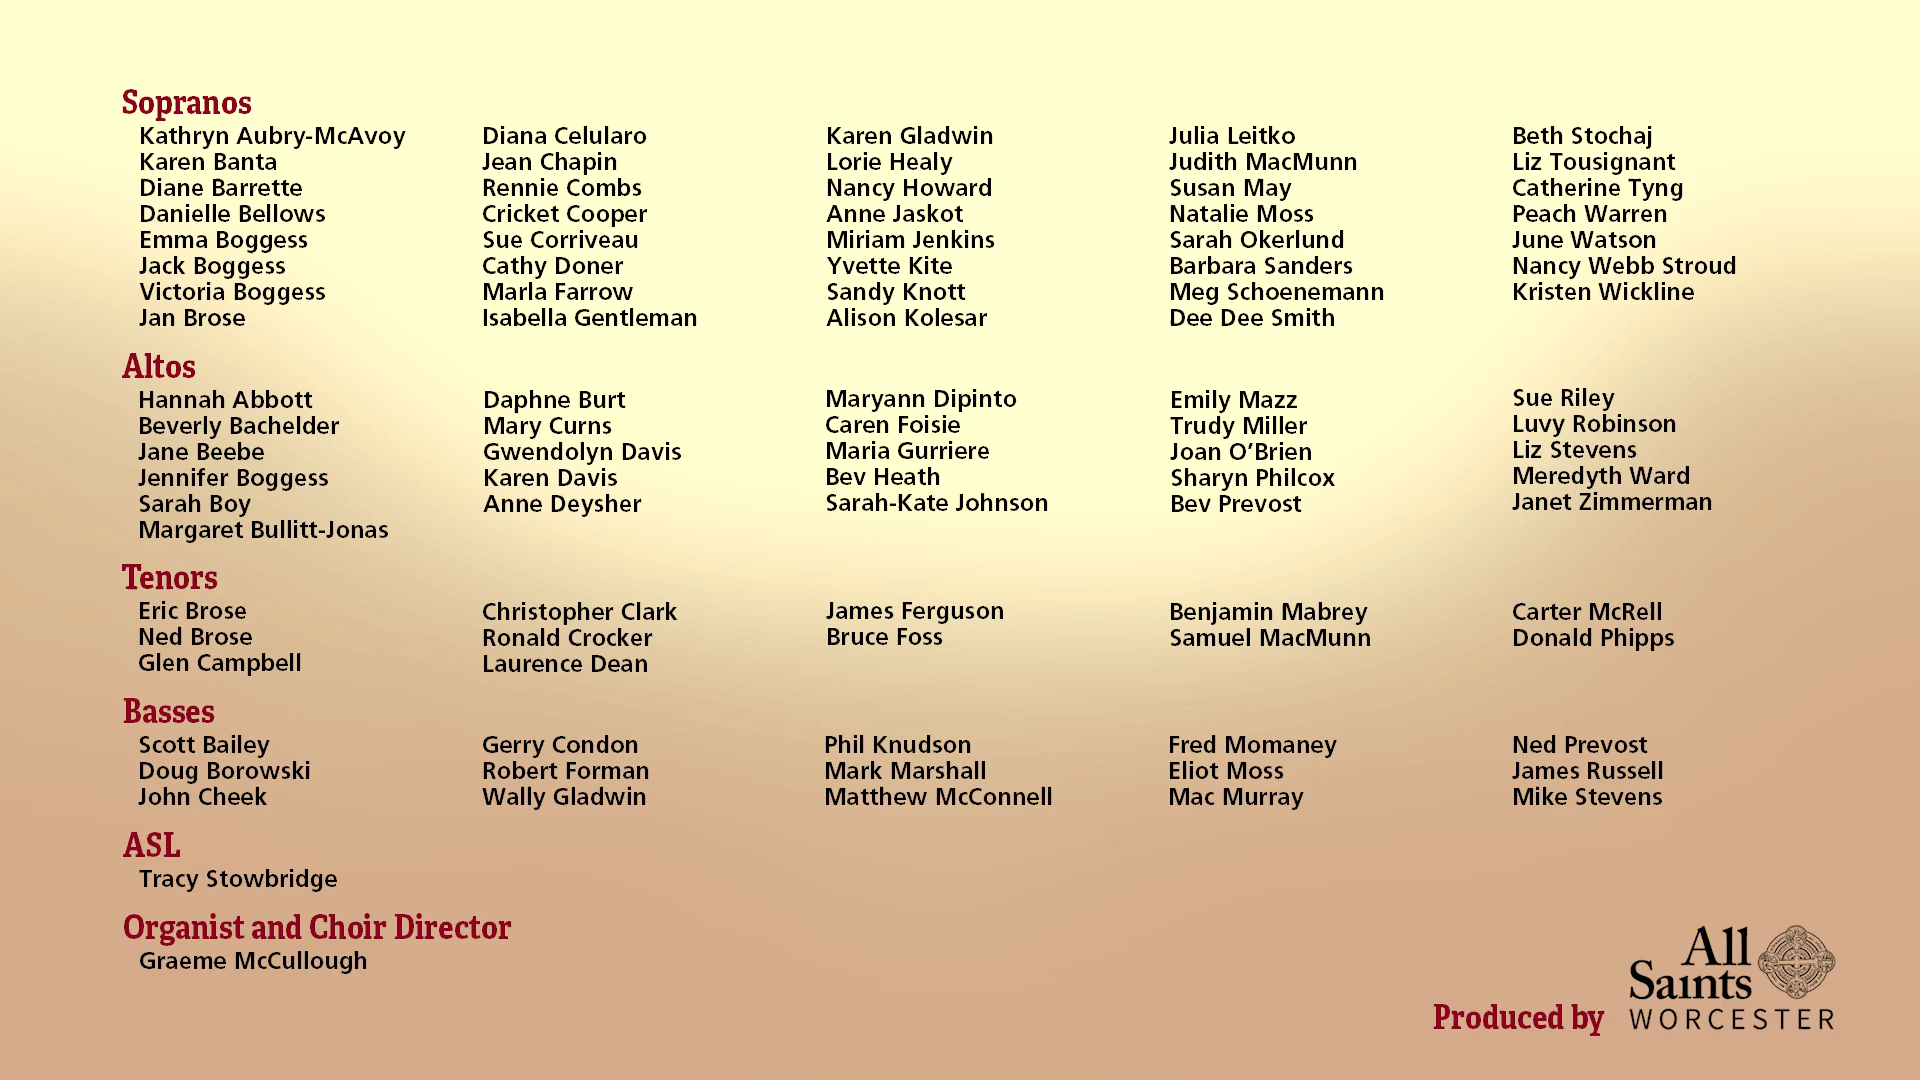 Sopranos
Kathryn Aubry-McAvoy
Karen Banta
Diane Barrette
Danielle Bellows
Emma Boggess
Jack Boggess
Victoria Boggess
Jan Brose
Diana Celularo
Jean Chapin
Rennie Combs
Cricket Cooper
Sue Corriveau
Cathy Doner
Marla Farrow
Isabella Gentleman
Karen Gladwin
Lorie Healy
Nancy Howard
Anne Jaskot
Miriam Jenkins
Yvette Kite
Sandy Knott
Alison Kolesar
Julia Leitko
Judith MacMunn
Susan May
Natalie Moss
Sarah Okerlund
Barbara Sanders
Meg Schoenemann
Dee Dee Smith
Beth Stochaj
Liz Tousignant
Catherine Tyng
Peach Warren
June Watson
Nancy Webb Stroud
Kristen Wickline
Altos
Hannah Abbott
Beverly Bachelder
Jane Beebe
Jennifer Boggess
Sarah Boy
Margaret Bullitt-Jonas
Daphne Burt
Mary Curns
Gwendolyn Davis
Karen Davis
Anne Deysher
Maryann Dipinto
Caren Foisie
Maria Gurriere
Bev Heath
Sarah-Kate Johnson
Emily Mazz
Trudy Miller
Joan O’Brien
Sharyn Philcox
Bev Prevost
Sue Riley
Luvy Robinson
Liz Stevens
Meredyth Ward
Janet Zimmerman
Tenors
Eric Brose
Ned Brose
Glen Campbell
Christopher Clark
Ronald Crocker
Laurence Dean
James Ferguson
Bruce Foss
Benjamin Mabrey
Samuel MacMunn
Carter McRell
Donald Phipps
Basses
Scott Bailey
Doug Borowski
John Cheek
Gerry Condon
Robert Forman
Wally Gladwin
Phil Knudson
Mark Marshall
Matthew McConnell
Fred Momaney
Eliot Moss
Mac Murray
Ned Prevost
James Russell
Mike Stevens
ASL
Tracy Stowbridge
Organist and Choir Director
Graeme McCullough
Produced by
All
Saints
WORCESTER